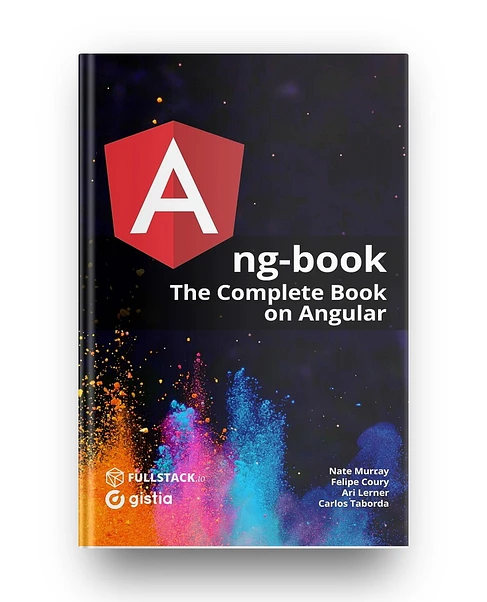 A
ng-book
The Complete Book
on Angular
FULLSTACK.io
gistia
Nate Murray
Felipe Coury
Ari Lerner
Carlos Taborda